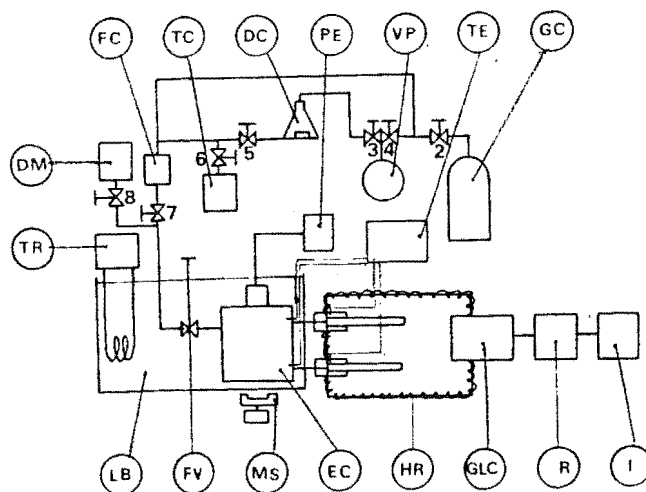 FC TC DC PE VP TE GC
DM
6 5 3 4 2
8 7
TR
LB FV MS EC HR GLC R I